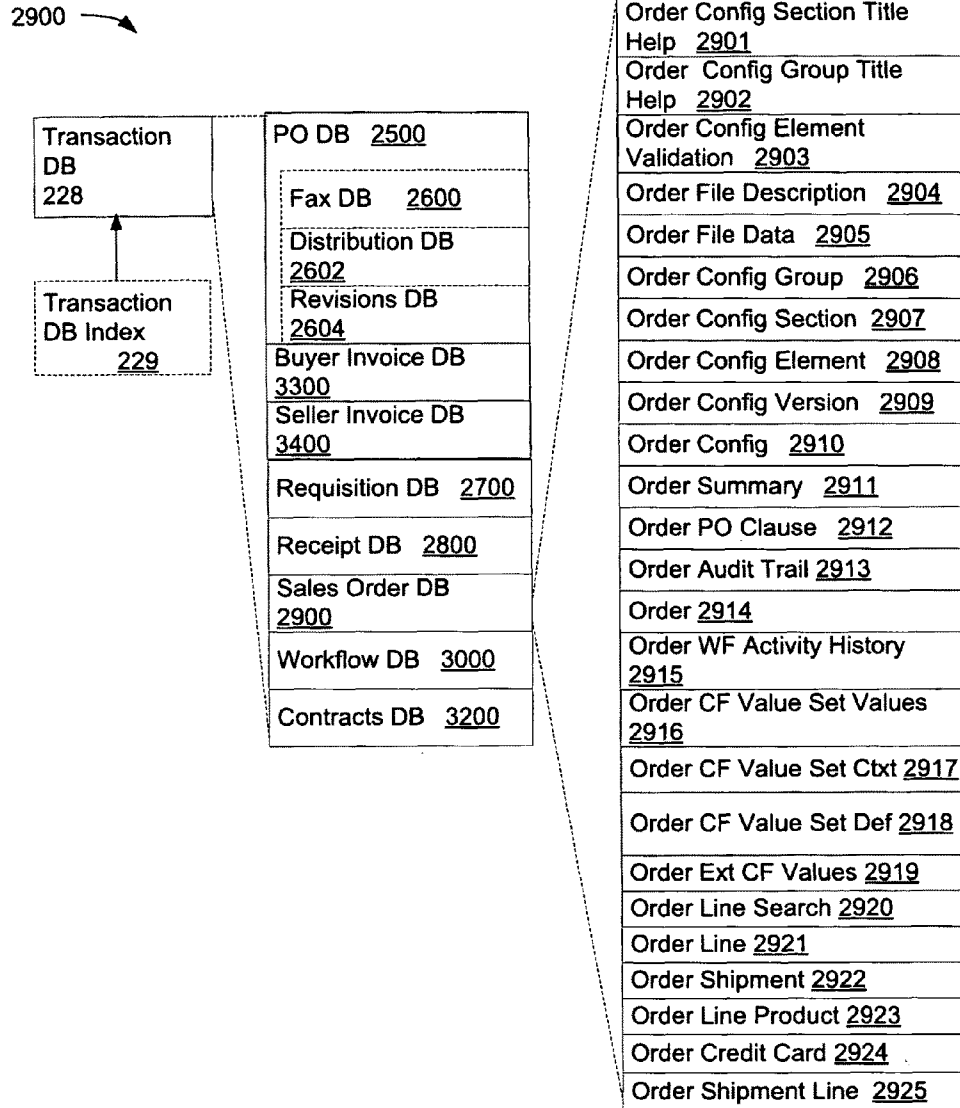 2900
Transaction
DB
228
Transaction
DB Index
229
PO DB 2500
Fax DB 2600
Distribution DB
2602
Revisions DB
2604
Buyer Invoice DB
3300
Seller Invoice DB
3400
Requisition DB 2700
Receipt DB 2800
Sales Order DB
2900
Workflow DB 3000
Contracts DB 3200
Order Config Section Title
Help 2901
Order Config Group Title
Help 2902
Order Config Element
Validation 2903
Order File Description 2904
Order File Data 2905
Order Config Group 2906
Order Config Section 2907
Order Config Element 2908
Order Config Version 2909
Order Config 2910
Order Summary 2911
Order PO Clause 2912
Order Audit Trail 2913
Order 2914
Order WF Activity History
2915
Order CF Value Set Values
2916
Order CF Value Set Ctxt 2917
Order CF Value Set Def 2918
Order Ext CF Values 2919
Order Line Search 2920
Order Line 2921
Order Shipment 2922
Order Line Product 2923
Order Credit Card 2924
Order Shipment Line 2925